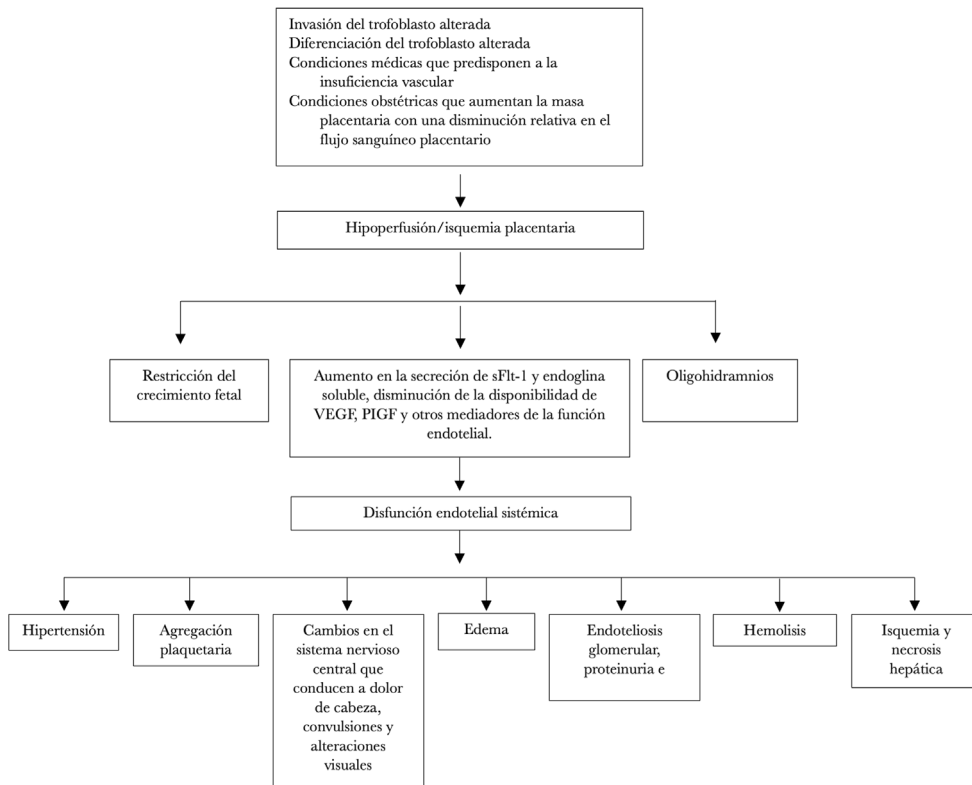 Invasión del trofoblasto alterada
Diferenciación del trofoblasto alterada
Condiciones médicas que predisponen a la
insuficiencia vascular
Condiciones obstétricas que aumentan la masa
placentaria con una disminución relativa en el
flujo sanguíneo placentario
Hipoperfusión/isquemia placentaria
Restricción del
crecimiento fetal
Aumento en la secreción de sFlt-1 y endoglina
soluble, disminución de la disponibilidad de
VEGF, PIGF y otros mediadores de la función
endotelial.
Oligohidramnios
Disfunción endotelial sistémica
Hipertensión
Agregación
plaquetaria
Cambios en el
sistema nervioso
central que
conducen a dolor
de cabeza,
convulsiones y
alteraciones
visuales
Edema
Endoteliosis
glomerular,
proteinuria e
Hemolisis
Isquemia y
necrosis
hepática